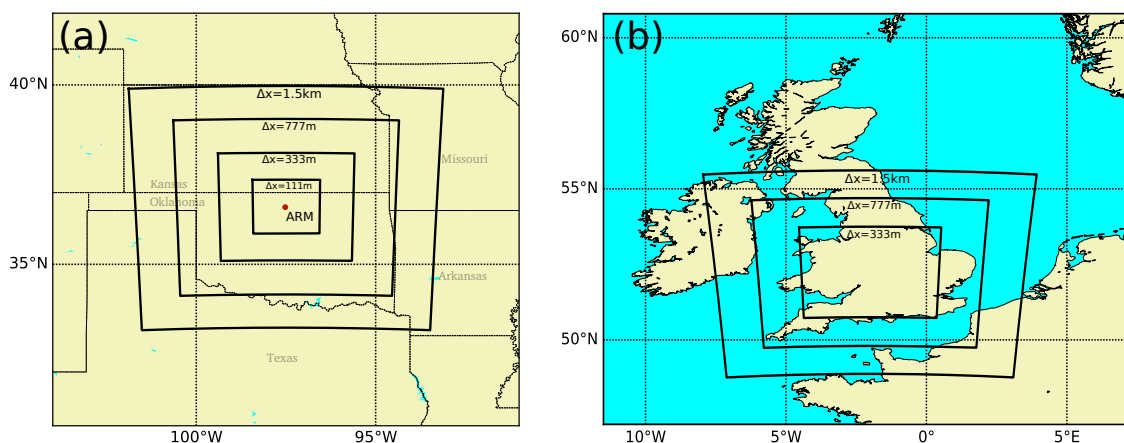 (a)
40°N
35°N
100°W
95°W
Δx=1.5km
Δx=777m
Δx=333m
Δx=111m
ARM
Kansas
Oklahoma
Missouri
Arkansas
Texas
(b)
60°N
55°N
50°N
10°W
5°W
0°
5°E
Δx=1.5km
Δx=777m
Δx=333m